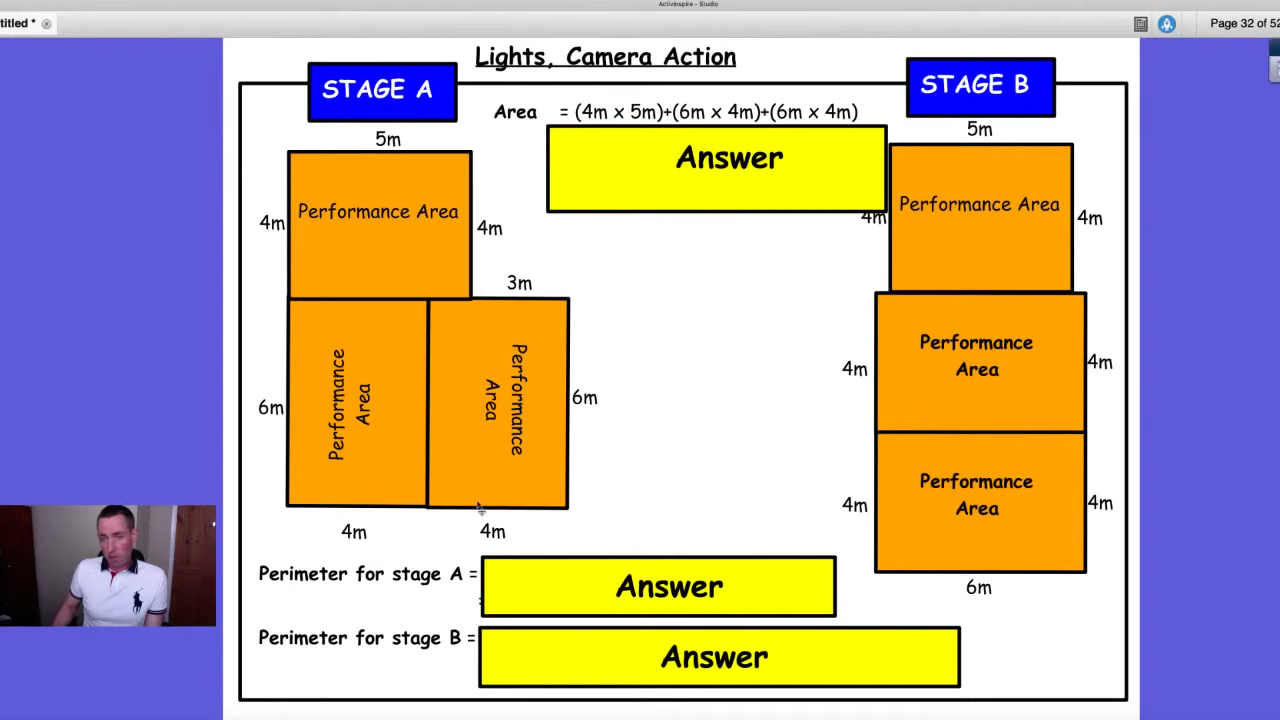 ActivInspire - Studio
titled *
Page 32 of 52
Lights, Camera Action
STAGE A
STAGE B
Area = (4m x 5m)+(6m x 4m)+(6m x 4m)
Answer
5m
4m
Performance Area
4m
3m
6m
Performance
Area
Performance
Area
6m
4m
4m
5m
4m
Performance Area
4m
4m
Performance
Area
4m
4m
Performance
Area
4m
6m
Perimeter for stage A =
Answer
Perimeter for stage B =
Answer